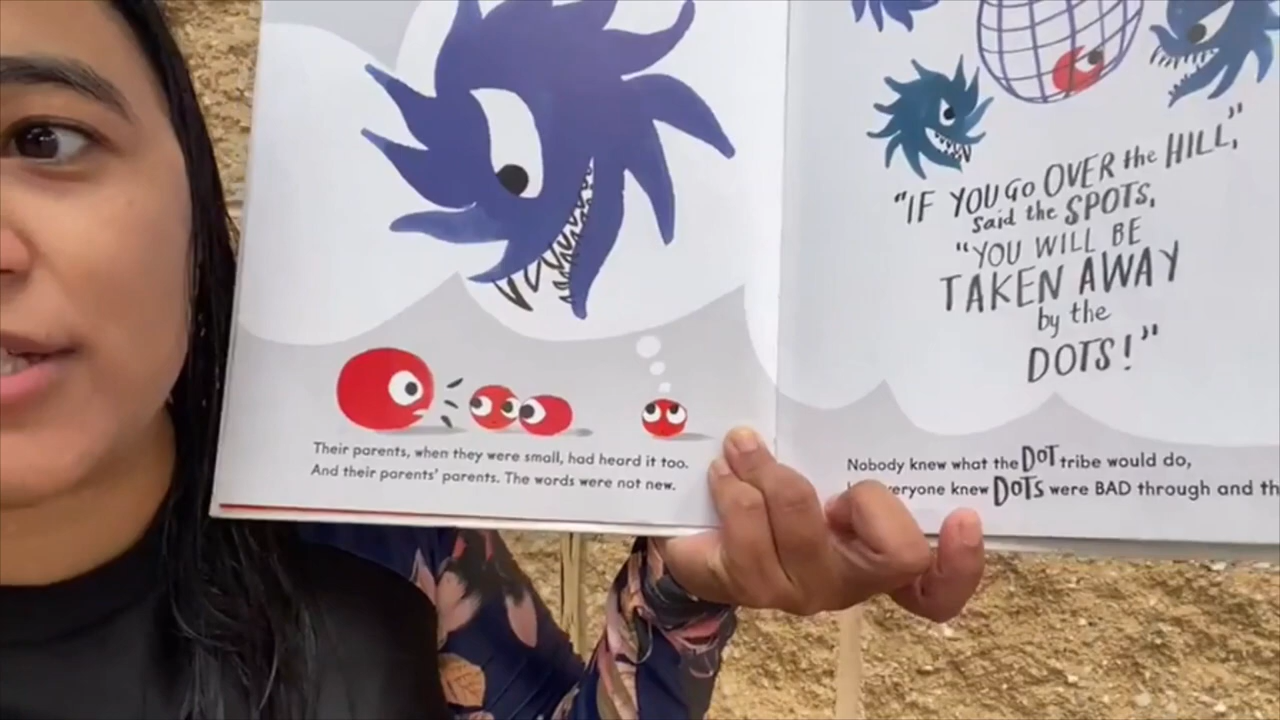 Their parents, when they were small, had heard it too.
And their parents' parents. The words were not new.
"IF YOU GO OVER the HILL,"
said the SPOTS,
"YOU WILL BE
TAKEN AWAY
by the
DOTS!"
Nobody knew what the DOT tribe would do,
knew DOTS were BAD through and